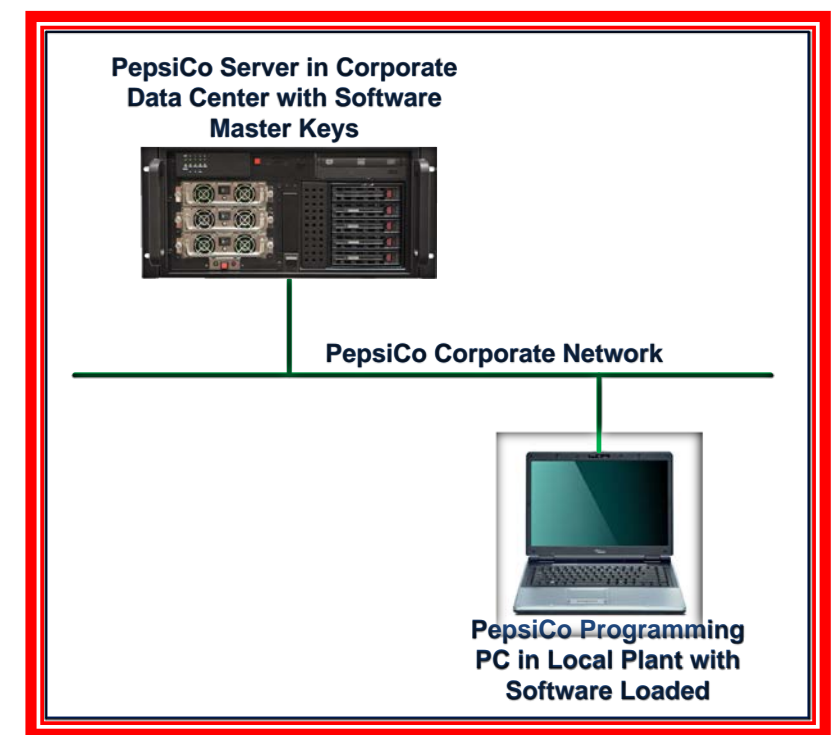 PepsiCo Server in Corporate
Data Center with Software
Master Keys
PepsiCo Corporate Network
PepsiCo Programming
PC in Local Plant with
Software Loaded